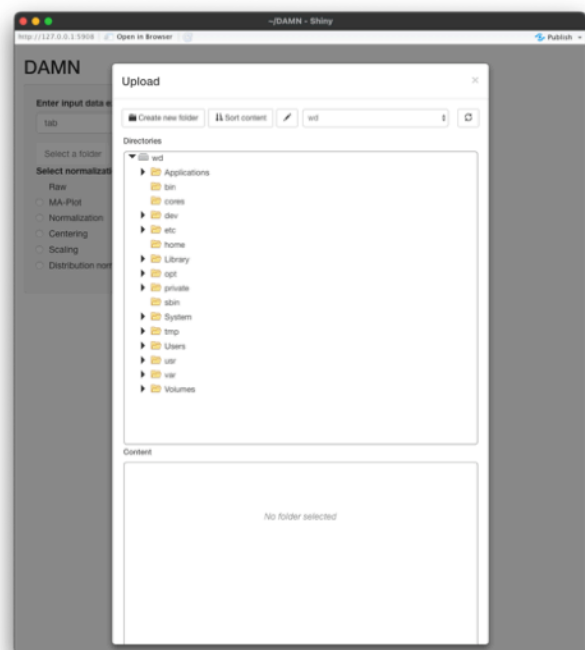 ~/DAMN - Shiny
http://127.0.0.1:5908 Open in Browser Publish
DAMN
Upload ×
Enter input data e
tab
Select a folder
Select normalizati
Raw
MA-Plot
Normalization
Centering
Scaling
Distribution norm
Create new folder Sort content wd
Directories
wd
Applications
bin
cores
dev
etc
home
Library
opt
private
sbin
System
tmp
Users
usr
var
Volumes
Content
No folder selected